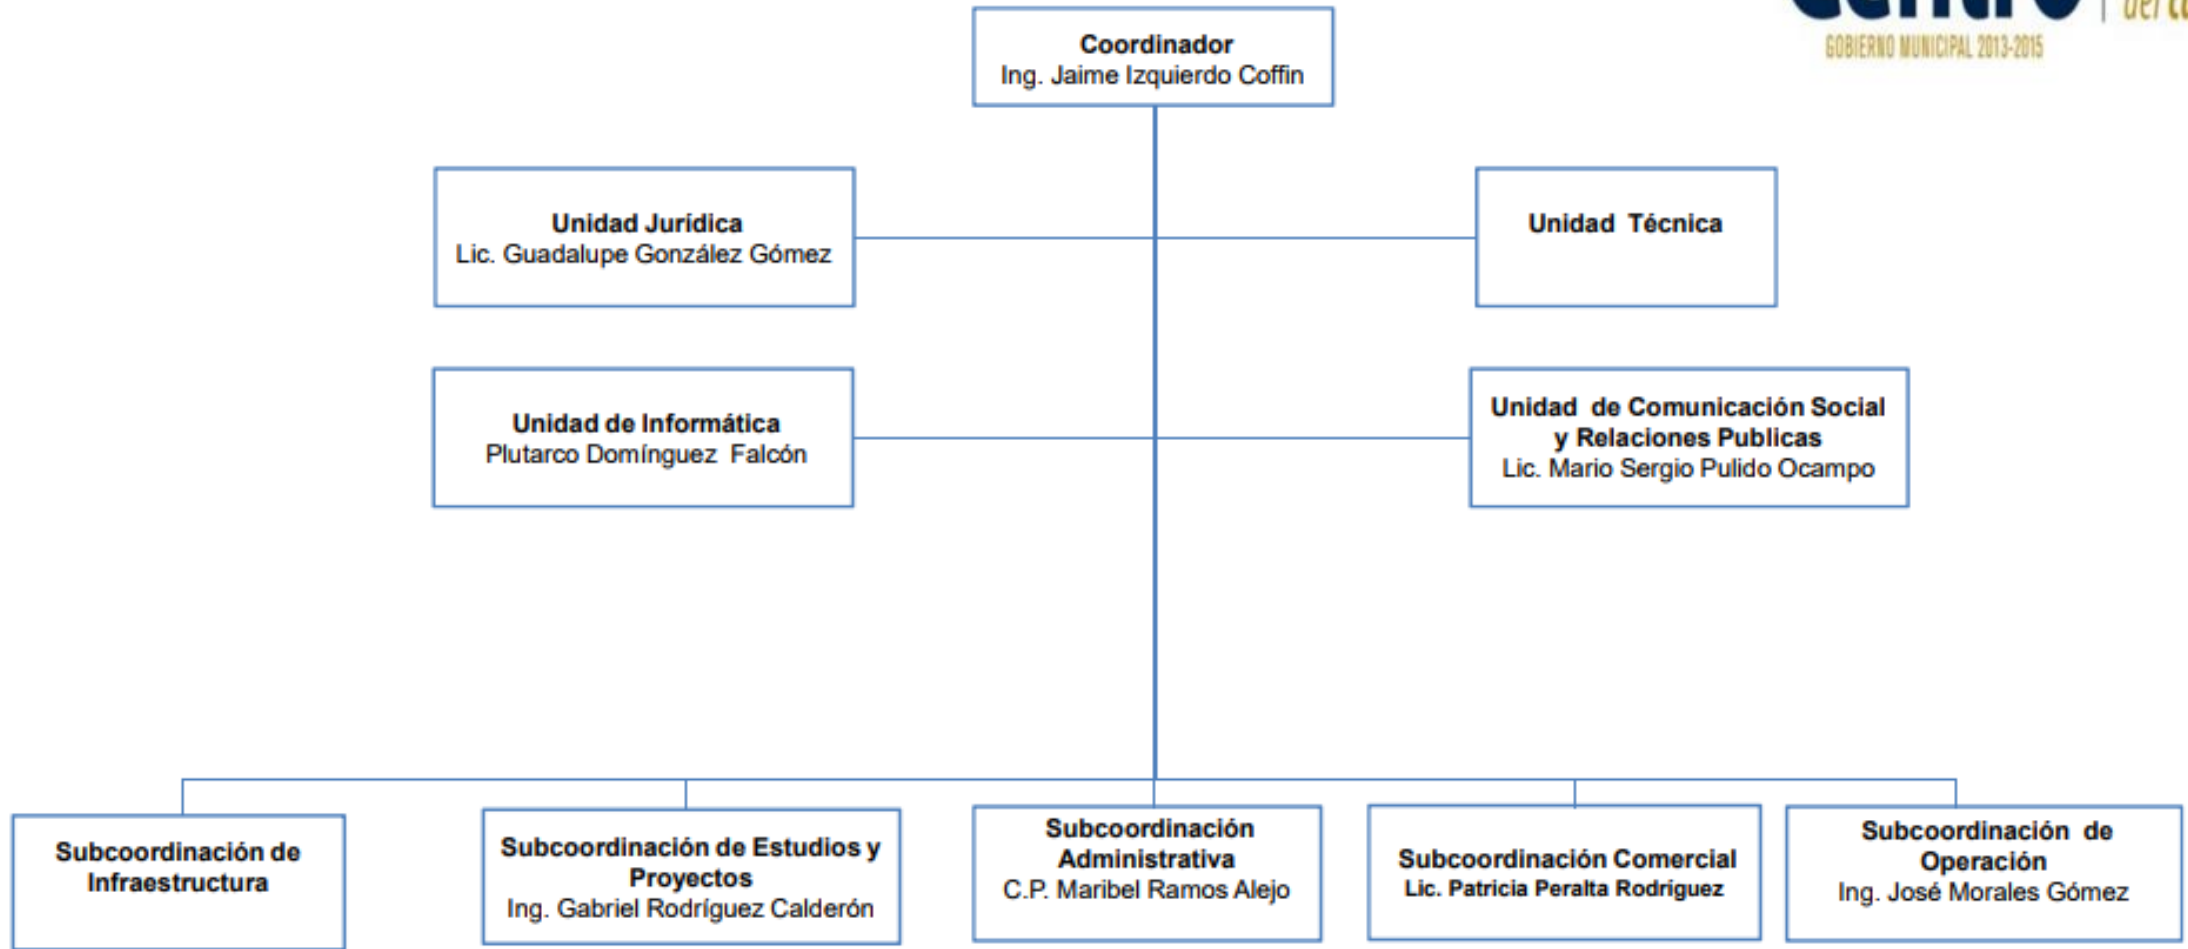 Centro
GOBIERNO MUNICIPAL 2013-2015
Coordinador
Ing. Jaime Izquierdo Coffin
Unidad Jurídica
Lic. Guadalupe González Gómez
Unidad Técnica
Unidad de Informática
Plutarco Domínguez Falcón
Unidad de Comunicación Social
y Relaciones Publicas
Lic. Mario Sergio Pulido Ocampo
Subcoordinación de
Infraestructura
Subcoordinación de Estudios y
Proyectos
Ing. Gabriel Rodríguez Calderón
Subcoordinación
Administrativa
C.P. Maribel Ramos Alejo
Subcoordinación Comercial
Lic. Patricia Peralta Rodríguez
Subcoordinación de
Operación
Ing. José Morales Gómez